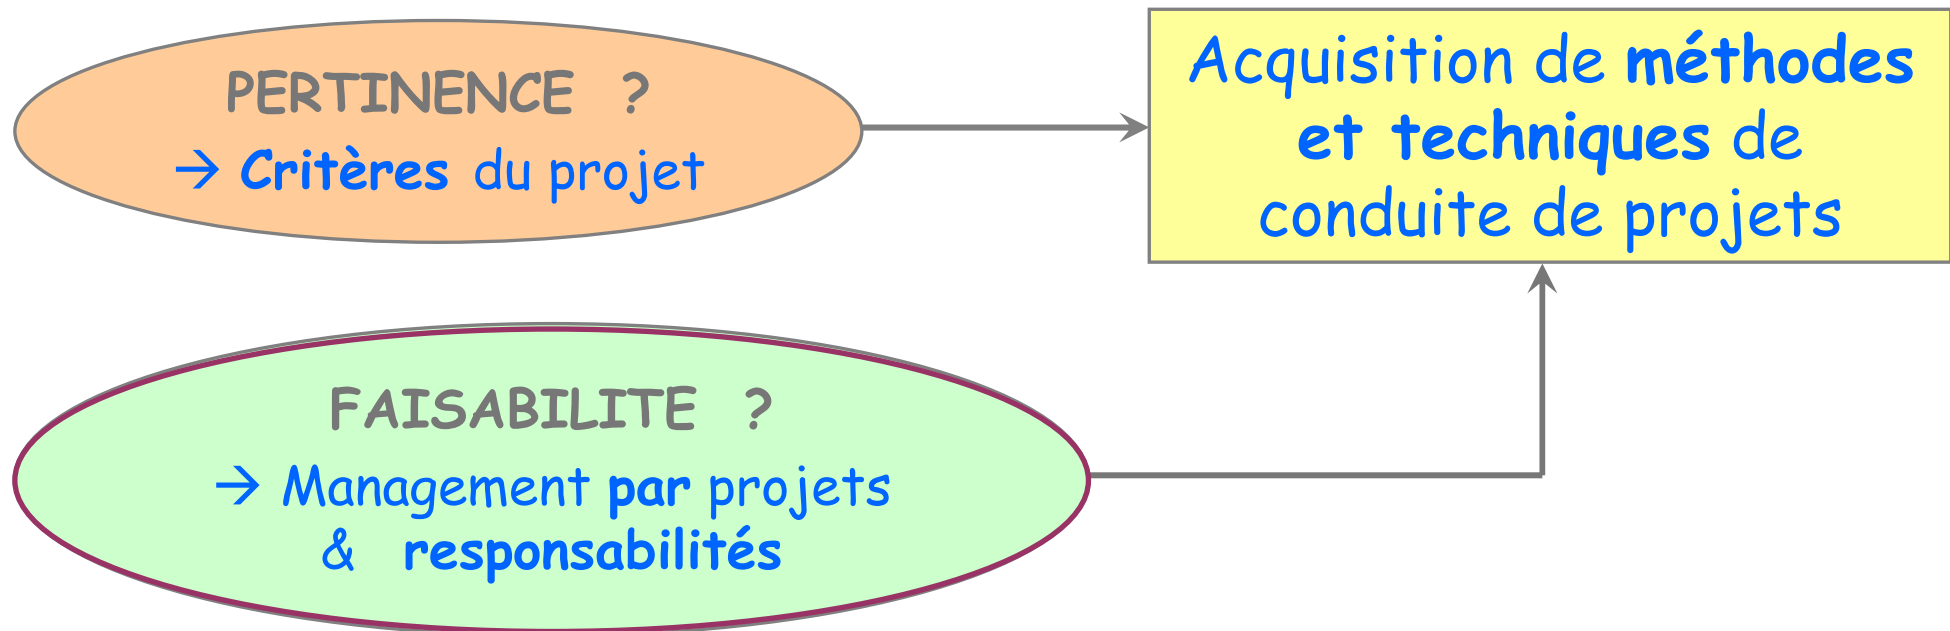 PERTINENCE ?
→ Critères du projet
Acquisition de méthodes
et techniques de
conduite de projets
FAISABILITE ?
→ Management par projets
& responsabilités